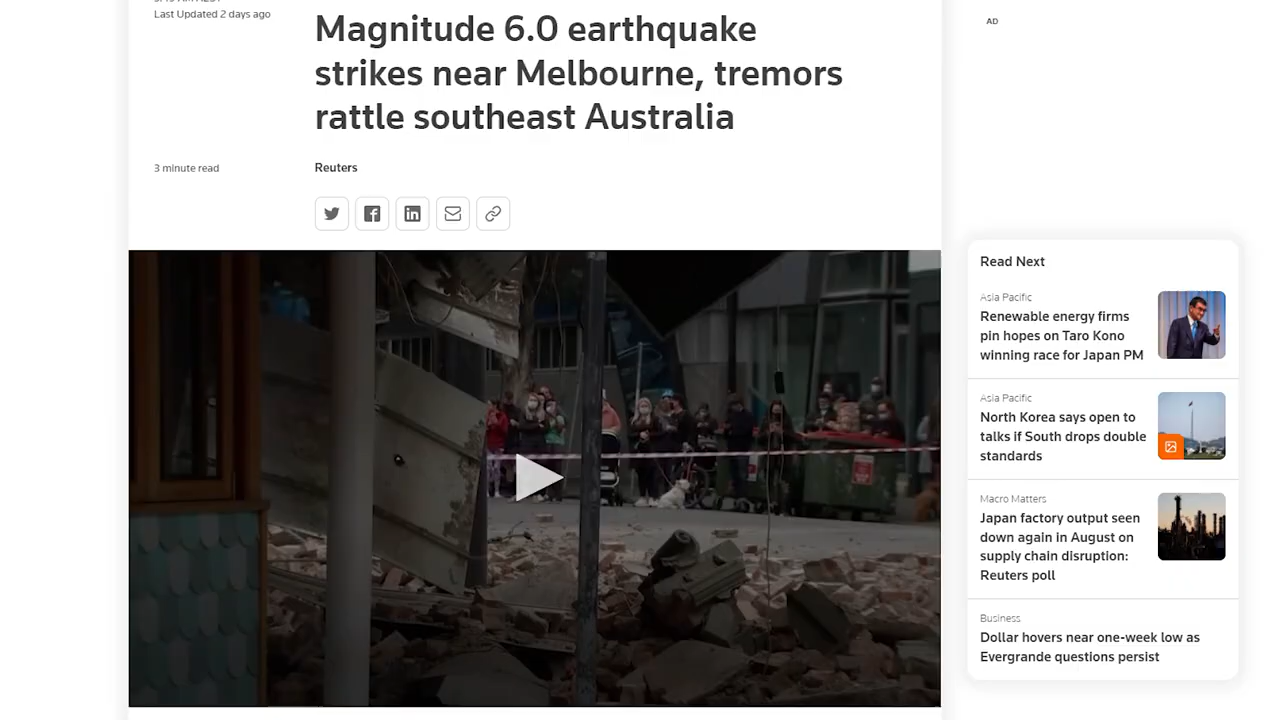 Last Updated 2 days ago
Magnitude 6.0 earthquake
strikes near Melbourne, tremors
rattle southeast Australia
3 minute read
Reuters
AD
Read Next
Asia Pacific
Renewable energy firms
pin hopes on Taro Kono
winning race for Japan PM
Asia Pacific
North Korea says open to
talks if South drops double
standards
Macro Matters
Japan factory output seen
down again in August on
supply chain disruption:
Reuters poll
Business
Dollar hovers near one-week low as
Evergrande questions persist